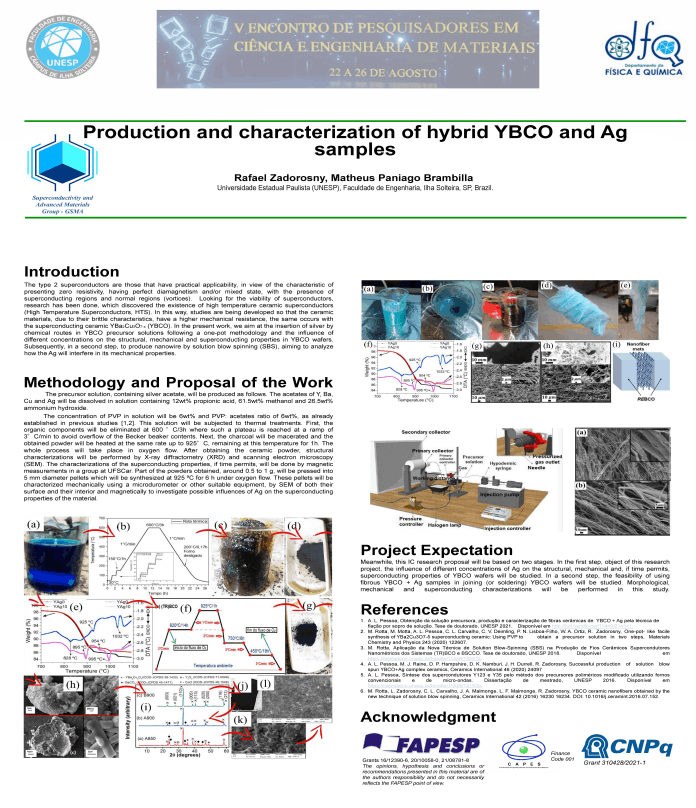 FACULDADE DE ENGENHARIA
UNESP
CÂMPUS DE ILHA SOLTEIRA
V ENCONTRO DE PESQUISADORES EM
CIÊNCIA E ENGENHARIA DE MATERIAIS
22 A 26 DE AGOSTO
dfq
Departamento de
FÍSICA E QUÍMICA
Production and characterization of hybrid YBCO and Ag
samples
Rafael Zadorosny, Matheus Paniago Brambilla
Universidade Estadual Paulista (UNESP), Faculdade de Engenharia, Ilha Solteira, SP, Brazil.
Superconductivity and
Advanced Materials
Group - GSMA
Introduction
The type 2 superconductors are those that have practical applicability, in view of the characteristic of
presenting zero resistivity, having perfect diamagnetism and/or mixed state, with the presence of
superconducting regions and normal regions (vortices). Looking for the viability of superconductors,
research has been done, which discovered the existence of high temperature ceramic superconductors
(High Temperature Superconductors, HTS). In this way, studies are being developed so that the ceramic
materials, due to their brittle characteristics, have a higher mechanical resistance, the same occurs with
the superconducting ceramic (YBCO). In the present work, we aim at the insertion of silver by
chemical routes in YBCO precursor solutions following a one-pot methodology and the influence of
different concentrations on the structural, mechanical and superconducting properties in YBCO wafers.
Subsequently, in a second step, to produce nanowire by solution blow spinning (SBS), aiming to analyze
how the Ag will interfere in its mechanical properties.
Methodology and Proposal of the Work
The precursor solution, containing silver acetate, will be produced as follows. The acetates of Y, Ba,
Cu and Ag will be dissolved in solution containing 12wt% propionic acid, 61.5wt% methanol and 26.5wt%
ammonium hydroxide.
The concentration of PVP in solution will be 6wt% and PVP: acetates ratio of 6wt%, as already
established in previous studies [1,2]. This solution will be subjected to thermal treatments. First, the
organic components will be eliminated at 600 °C/3h where such a plateau is reached at a ramp of
3°C/min to avoid overflow of the Becker beaker contents. Next, the charcoal will be macerated and the
obtained powder will be heated at the same rate up to 925°C, remaining at this temperature for 1h. The
whole process will take place in oxygen flow. After obtaining the ceramic powder, structural
characterizations will be performed by X-ray diffractometry (XRD) and scanning electron microscopy
(SEM). The characterizations of the superconducting properties, if time permits, will be done by magnetic
measurements in a group at UFSCar. Part of the powders obtained, around 0.5 to 1 g, will be pressed into
5 mm diameter pellets which will be synthesized at 925 ºC for 6 h under oxygen flow. These pellets will be
characterized mechanically using a microdurometer or other suitable equipment, by SEM of both their
surface and their interior and magnetically to investigate possible influences of Ag on the superconducting
properties of the material.
(a)
(b)
(c)
(d)
(e)
(f)
(g)
(h)
(i)
(j)
(k)
(l)
Temperatura ambiente
Intensity (arbitrary)
2θ (degrees)
(a)
(b)
(c)
(d)
(e)
(f)
(g)
(h)
(i)
Nanofiber
mats
REBCO
Weight (%)
Temperature (°C)
Secondary collector
Primary collector
Precursor
solution
Hypodermic
syringe
Pressurized
gas outlet
Needle
Injection pump
Pressure
controller
Halogen lamp
Injection controller
(a)
(b)
Project Expectation
Meanwhile, this IC research proposal will be based on two stages. In the first step, object of this research
project, the influence of different concentrations of Ag on the structural, mechanical and, if time permits,
superconducting properties of YBCO wafers will be studied. In a second step, the feasibility of using
fibrous YBCO + Ag samples in joining (or soldering) YBCO wafers will be studied. Morphological,
mechanical and superconducting characterizations will be performed in this study.
References
1. A. L. Pessoa, Obtenção da solução precursora, produção e caracterização de fibras cerâmicas de YBCO + Ag pela técnica de
fiação por sopro de solução. Tese de doutorado, UNESP 2021. Disponível em
2. M. Rotta, M. Motta, A. L. Pessoa, C. L. Carvalho, C. V. Deimling, P. N. Lisboa-Filho, W. A. Ortiz, R. Zadorosny, One-pot- like facile
synthesis of superconducting ceramic Using PVP to obtain a precursor solution in two steps, Materials
Chemistry and Physics 243 (2020) 122607.
3. M. Rotta, Aplicação da Nova Técnica de Solution Blow-Spinning (SBS) na Produção de Fios Cerâmicos Supercondutores
Nanométricos dos Sistemas (TR)BCO e BSCCO. Tese de doutorado, UNESP 2018. Disponível em
4. A. L. Pessoa, M. J. Raine, D. P. Hampshire, D. K. Namburi, J. H. Durrell, R. Zadorosny, Successful production of solution blow
spun YBCO+Ag complex ceramics, Ceramics International 46 (2020) 24097
5. A. L. Pessoa, Síntese dos supercondutores Y123 e Y35 pelo método dos precursores poliméricos modificado utilizando fornos
convencionais e de micro-ondas. Dissertação de mestrado, UNESP 2016. Disponível em
6. M. Rotta, L. Zadorosny, C. L. Carvalho, J. A. Malmonge, L. F. Malmonge, R. Zadorosny, YBCO ceramic nanofibers obtained by the
new technique of solution blow spinning, Ceramics International 42 (2016) 16230 16234. DOI: 10.1016/j.ceramint.2016.07.152.
Acknowledgment
FAPESP
Grants 16/12390-6, 20/10058-0, 21/08781-8
The opinions, hypothesis and conclusions or
recommendations presented in this material are of
the authors responsibility and do not necessarily
reflects the FAPESP point of view.
CAPES
Finance
Code 001
CNPq
Grant 310428/2021-1